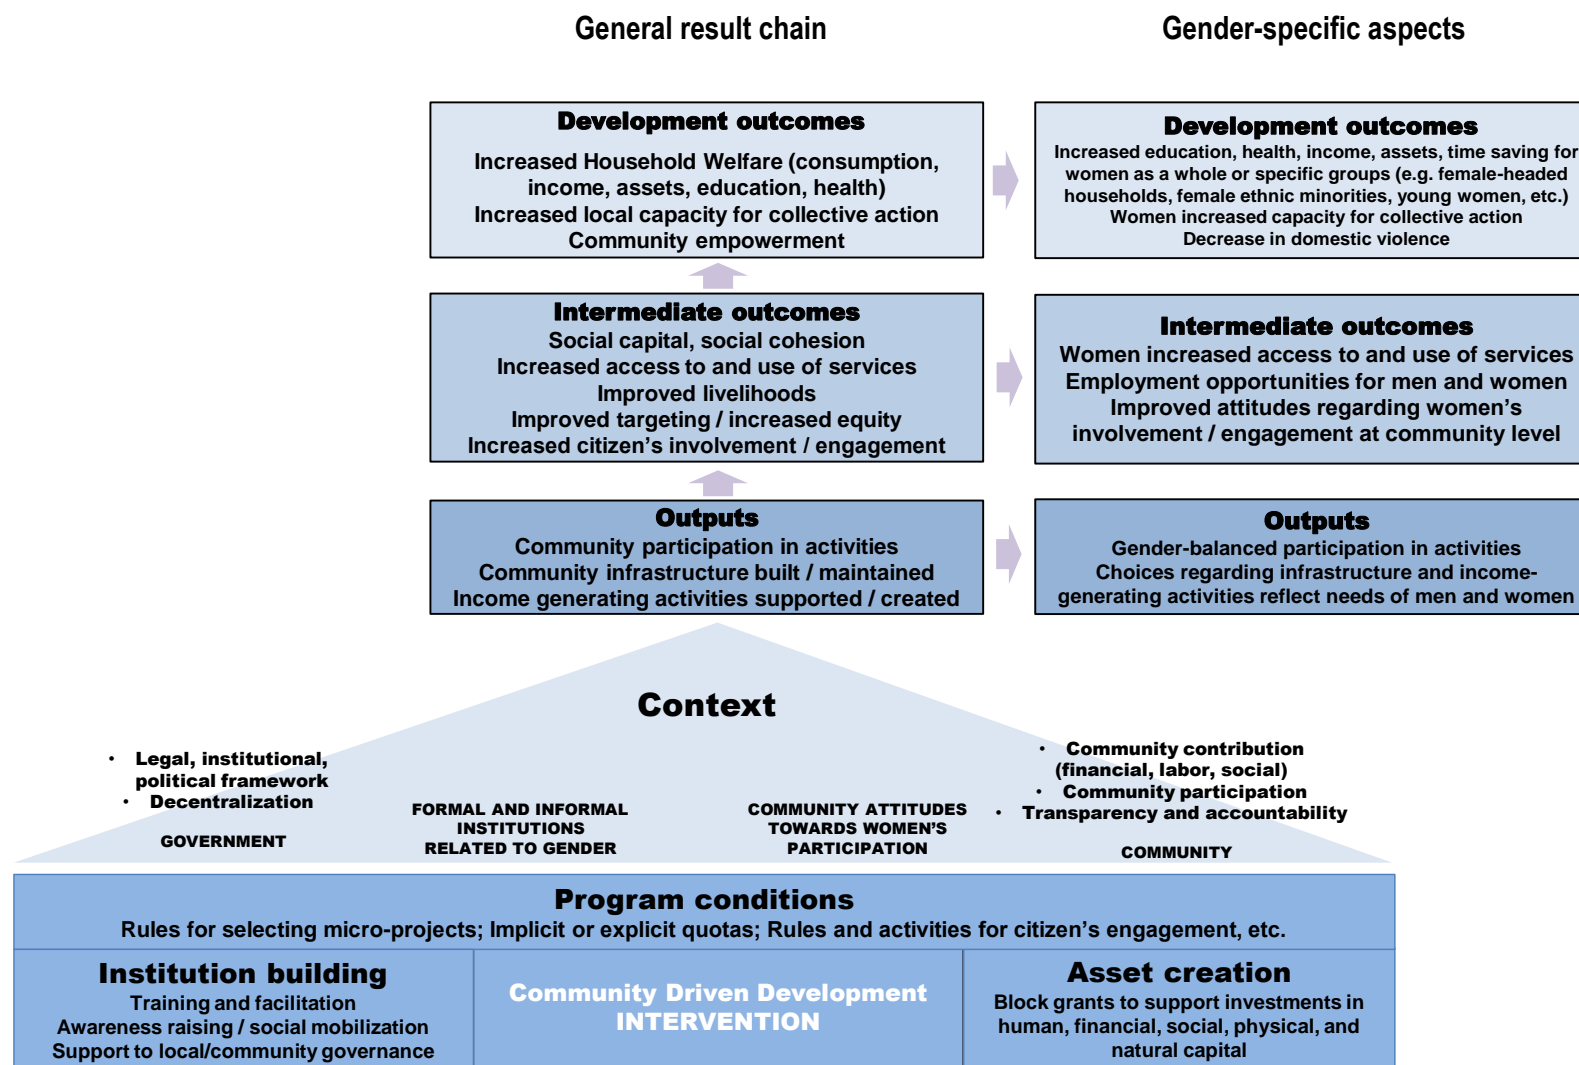 General result chain
Gender-specific aspects
Development outcomes
Increased Household Welfare (consumption,
income, assets, education, health)
Increased local capacity for collective action
Community empowerment
Development outcomes
Increased education, health, income, assets, time saving for
women as a whole or specific groups (e.g. female-headed
households, female ethnic minorities, young women, etc.)
Women increased capacity for collective action
Decrease in domestic violence
Intermediate outcomes
Social capital, social cohesion
Increased access to and use of services
Improved livelihoods
Improved targeting / increased equity
Increased citizen's involvement / engagement
Intermediate outcomes
Women increased access to and use of services
Employment opportunities for men and women
Improved attitudes regarding women's
involvement / engagement at community level
Outputs
Community participation in activities
Community infrastructure built / maintained
Income generating activities supported / created
Outputs
Gender-balanced participation in activities
Choices regarding infrastructure and income-
generating activities reflect needs of men and women
Context
• Legal, institutional,
political framework
• Decentralization
GOVERNMENT
FORMAL AND INFORMAL
INSTITUTIONS
RELATED TO GENDER
COMMUNITY ATTITUDES
TOWARDS WOMEN'S
PARTICIPATION
• Community contribution
(financial, labor, social)
• Community participation
• Transparency and accountability
COMMUNITY
Program conditions
Rules for selecting micro-projects; Implicit or explicit quotas; Rules and activities for citizen's engagement, etc.
Institution building
Training and facilitation
Awareness raising / social mobilization
Support to local/community governance
Community Driven Development
INTERVENTION
Asset creation
Block grants to support investments in
human, financial, social, physical, and
natural capital